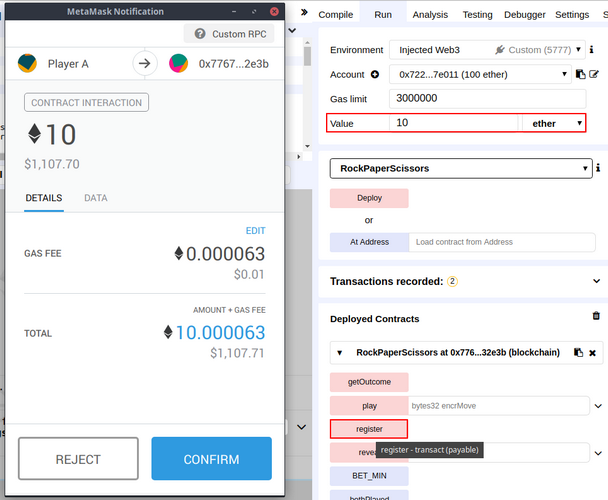 MetaMask Notification
Custom RPC
Player A
0x7767...2e3b
CONTRACT INTERACTION
10
$1,107.70
DETAILS
DATA
EDIT
GAS FEE
0.000063
$0.01
AMOUNT + GAS FEE
TOTAL
10.000063
$1,107.71
REJECT
CONFIRM
Compile
Run
Analysis
Testing
Debugger
Settings
S
Environment
Injected Web3
Custom (5777)
Account
0x722...7e011 (100 ether)
Gas limit
3000000
Value
10
ether
RockPaperScissors
Deploy
or
At Address
Load contract from Address
Transactions recorded:
2
Deployed Contracts
RockPaperScissors at 0x776...32e3b (blockchain)
getOutcome
play
bytes32 encrMove
register
register - transact (payable)
revea
BET_MIN
bothPlayed